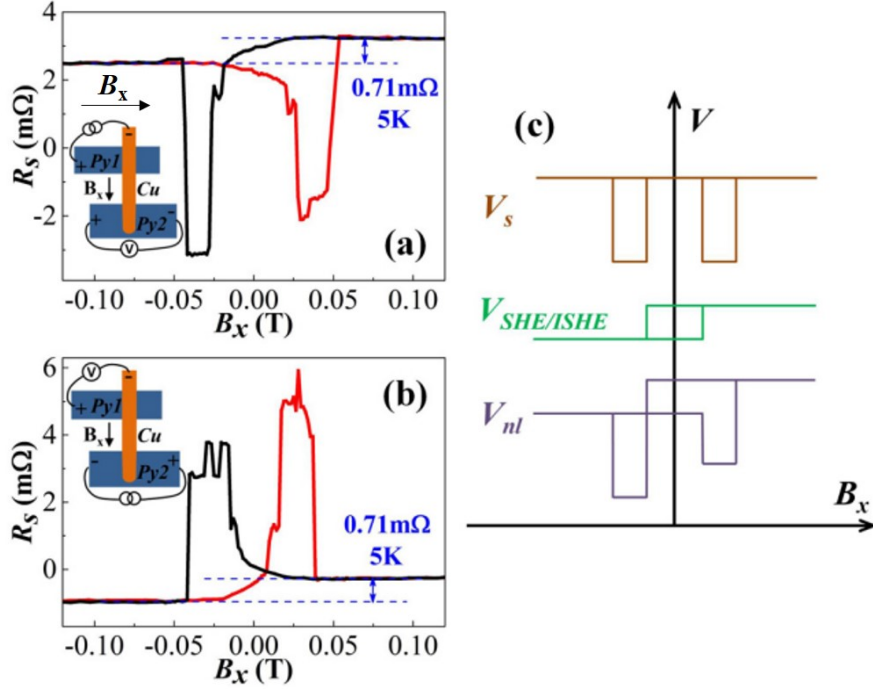 4
2
0
-2
R_S (mΩ)
B_x
+ Py1 -
B_x Cu
+ Py2 -
V
0.71mΩ
5K
(a)
-0.10 -0.05 0.00 0.05 0.10
B_x (T)
6
4
2
0
R_S (mΩ)
V
-
+ Py1
B_x Cu
- Py2 +
(b)
0.71mΩ
5K
-0.10 -0.05 0.00 0.05 0.10
B_x (T)
(c)
V
V_s
V_SHE/ISHE
V_nl
B_x